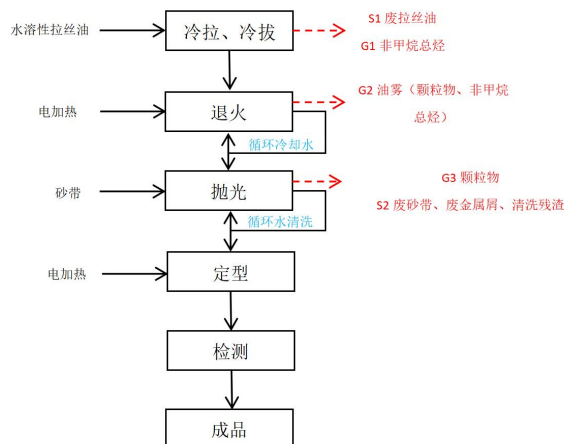 水溶性拉丝油
冷拉、冷拔
S1 废拉丝油
G1 非甲烷总烃
电加热
退火
G2 油雾（颗粒物、非甲烷
总烃）
循环冷却水
砂带
抛光
G3 颗粒物
S2 废砂带、废金属屑、清洗残渣
循环水清洗
电加热
定型
检测
成品